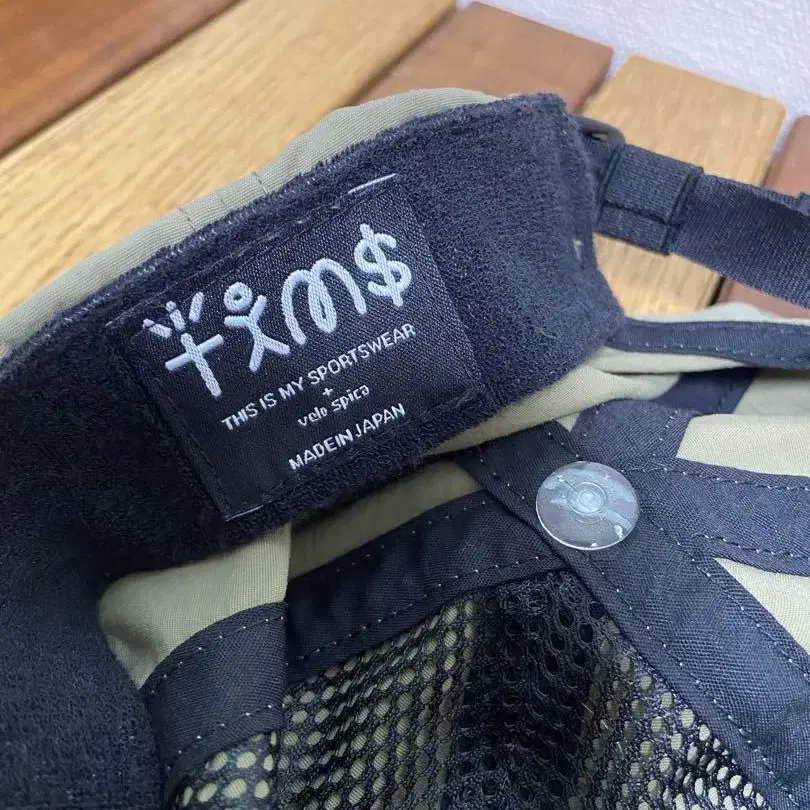 TIMS
THIS IS MY SPORTSWEAR
+
velo spica
MADE IN JAPAN